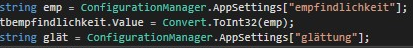 string emp = ConfigurationManager.AppSettings["empfindlichkeit"];
tbempfindlichkeit.Value = Convert.ToInt32(emp);
string glät = ConfigurationManager.AppSettings["glättung"];